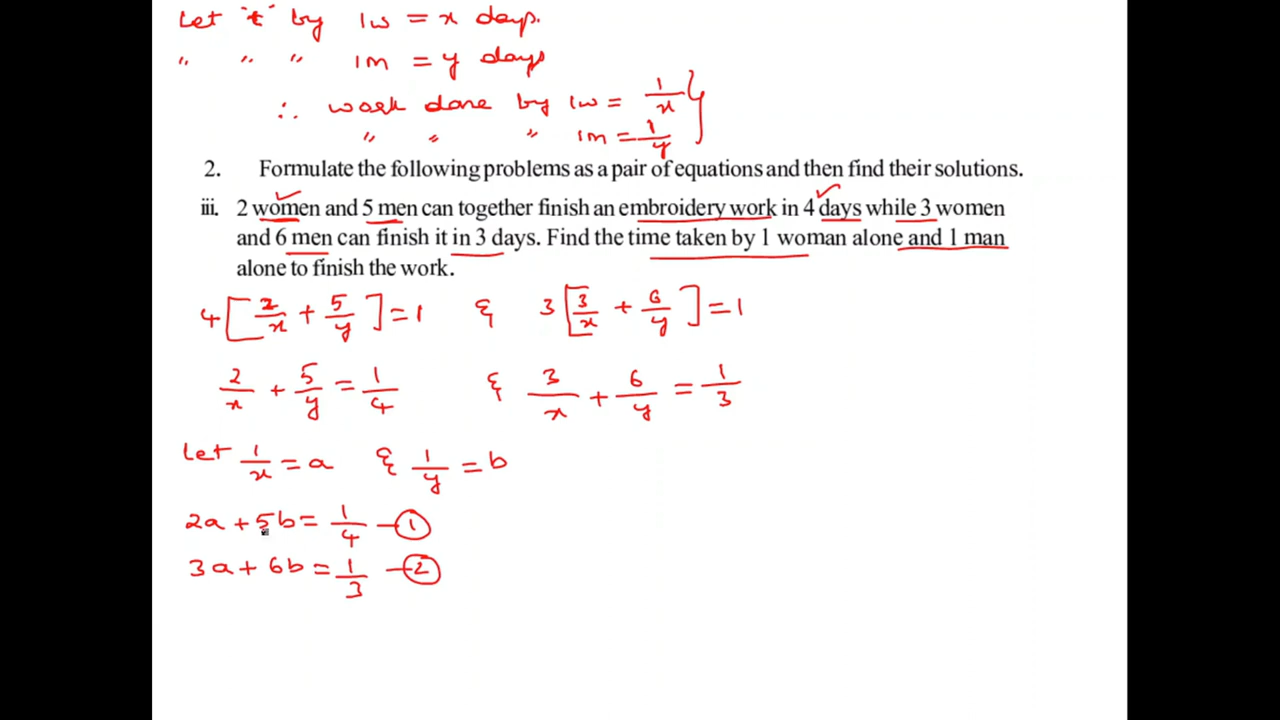 Let "t" by 1w = x days.
" " " 1m = y days
∴ work done by 1w = 1/x }
" " " 1m = 1/y
2. Formulate the following problems as a pair of equations and then find their solutions.
iii. 2 women and 5 men can together finish an embroidery work in 4 days while 3 women
and 6 men can finish it in 3 days. Find the time taken by 1 woman alone and 1 man
alone to finish the work.
4[2/x + 5/y] = 1 & 3[3/x + 6/y] = 1
2/x + 5/y = 1/4 & 3/x + 6/y = 1/3
Let 1/x = a & 1/y = b
2a + 5b = 1/4 — ①
3a + 6b = 1/3 — ②